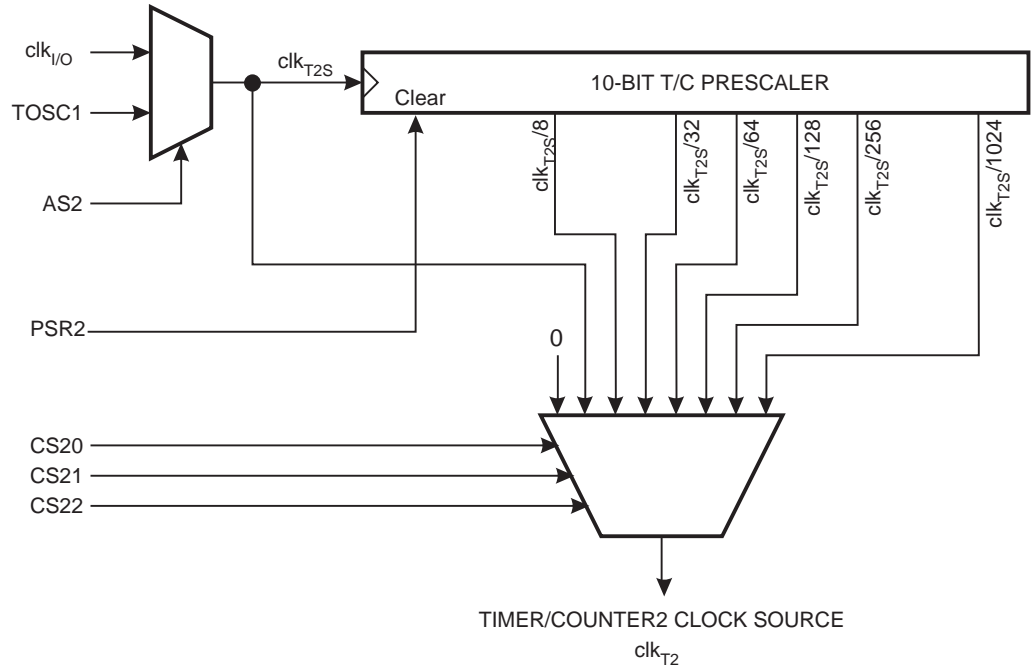 clkI/O
clkT2S
10-BIT T/C PRESCALER
TOSC1
Clear
clkT2S/8
clkT2S/32
clkT2S/64
clkT2S/128
clkT2S/256
clkT2S/1024
AS2
PSR2
0
CS20
CS21
CS22
TIMER/COUNTER2 CLOCK SOURCE
clkT2